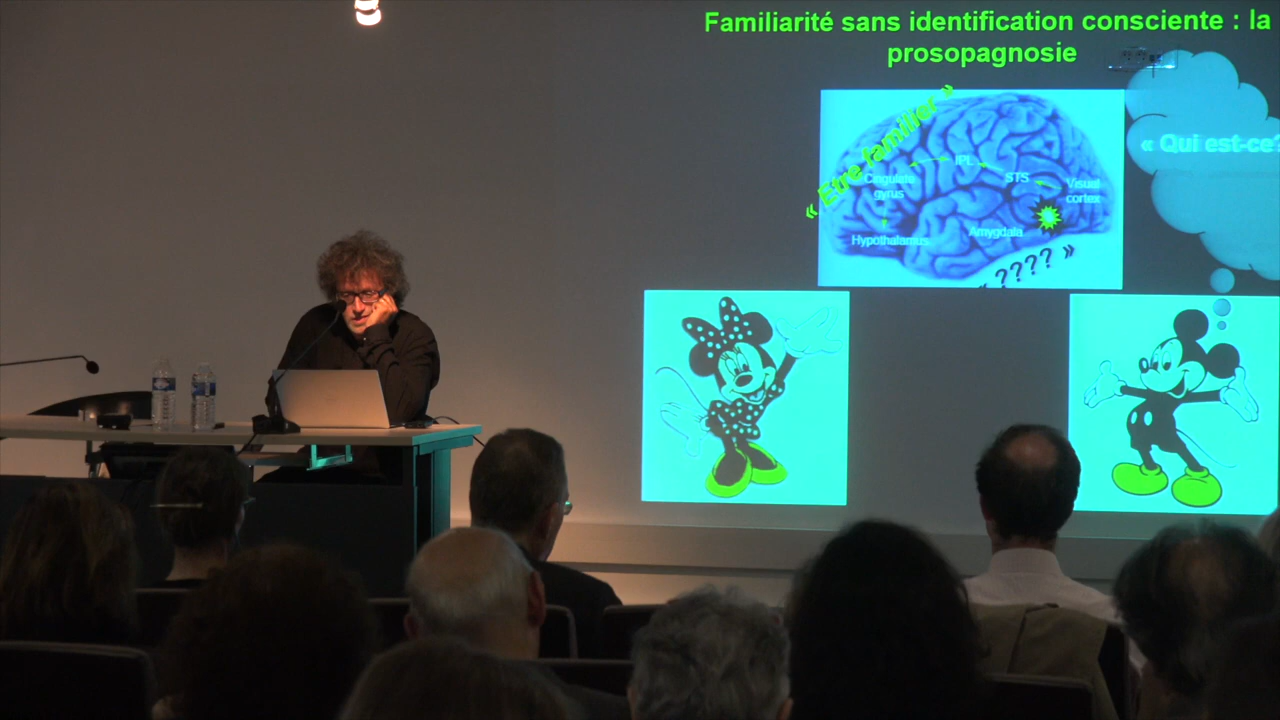 Familiarité sans identification consciente : la
prosopagnosie
« Etre familier »
« Qui est-ce?
IPL
STS
Cingulate
gyrus
Visual
cortex
Hypothalamus
Amygdala
« ???? »